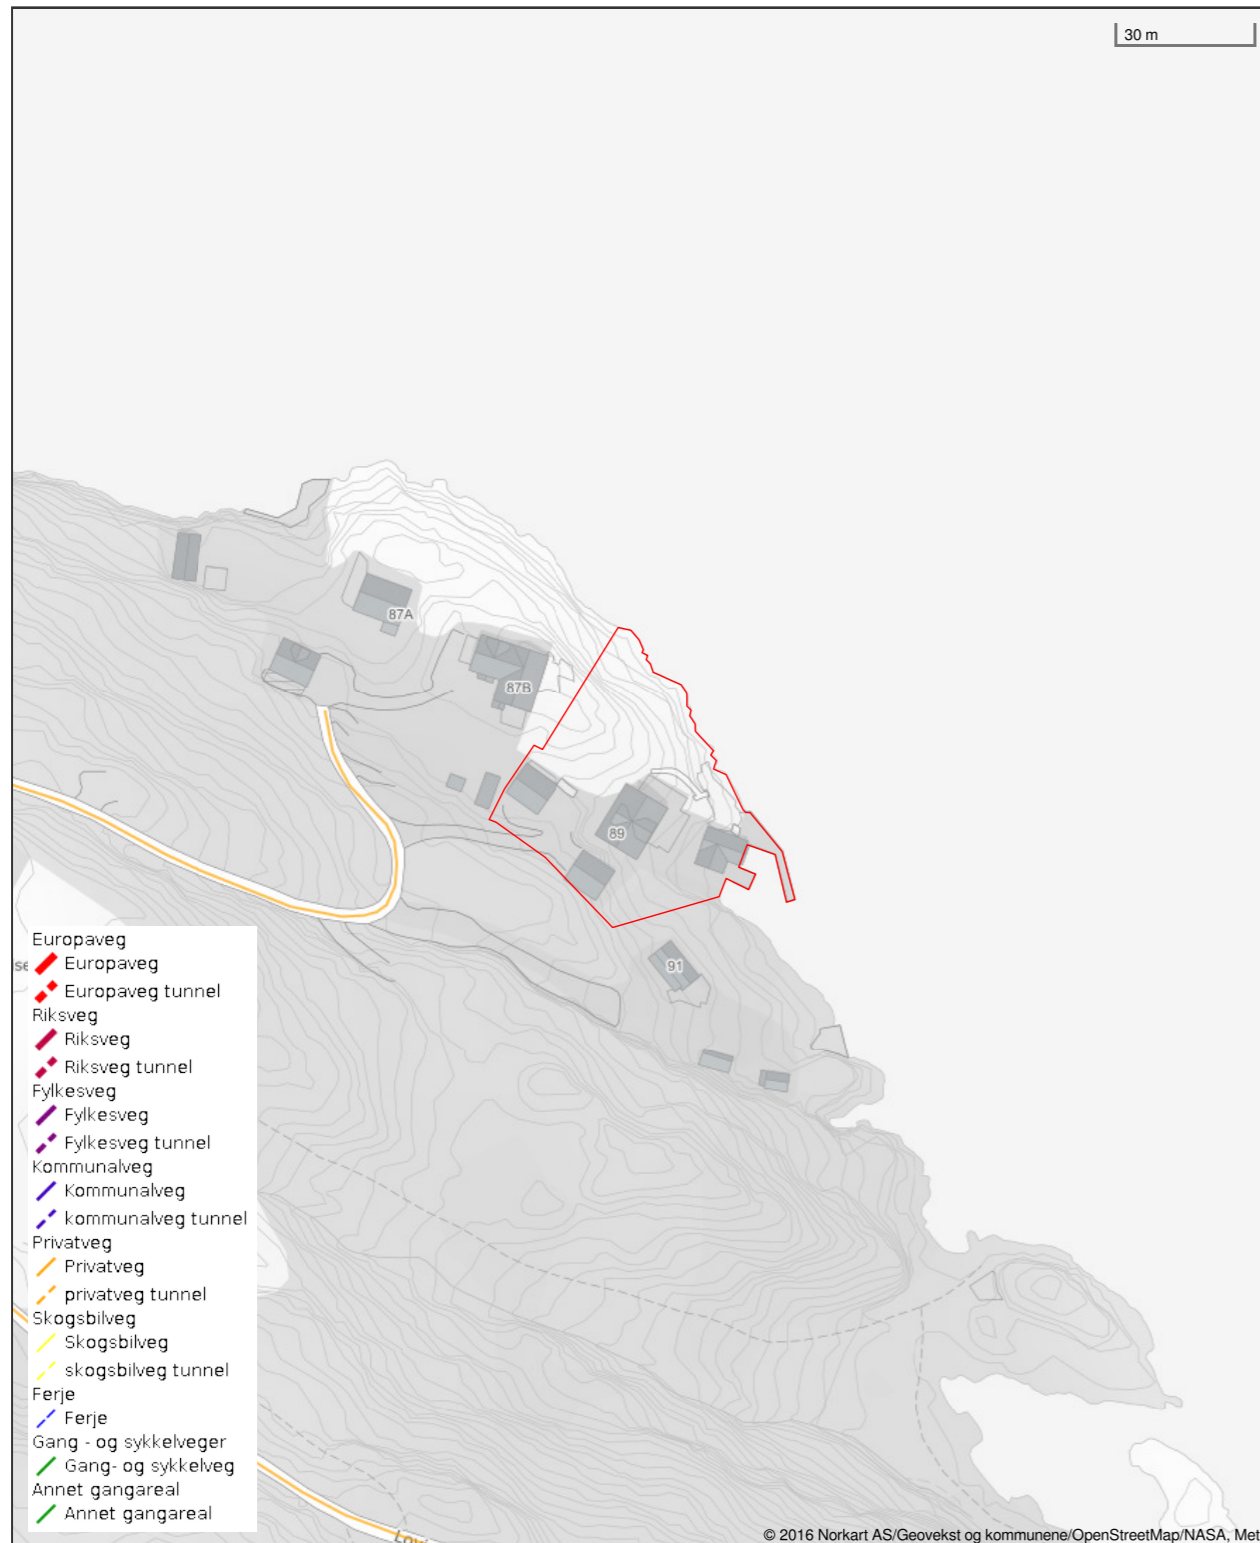 30 m
87A
87B
89
91
Europaveg
Europaveg
Europaveg tunnel
Riksveg
Riksveg
Riksveg tunnel
Fylkesveg
Fylkesveg
Fylkesveg tunnel
Kommunalveg
Kommunalveg
kommunalveg tunnel
Privatveg
Privatveg
privatveg tunnel
Skogsbilveg
Skogsbilveg
skogsbilveg tunnel
Ferje
Ferje
Gang - og sykkelveger
Gang- og sykkelveg
Annet gangareal
Annet gangareal
© 2016 Norkart AS/Geovekst og kommunene/OpenStreetMap/NASA, Met